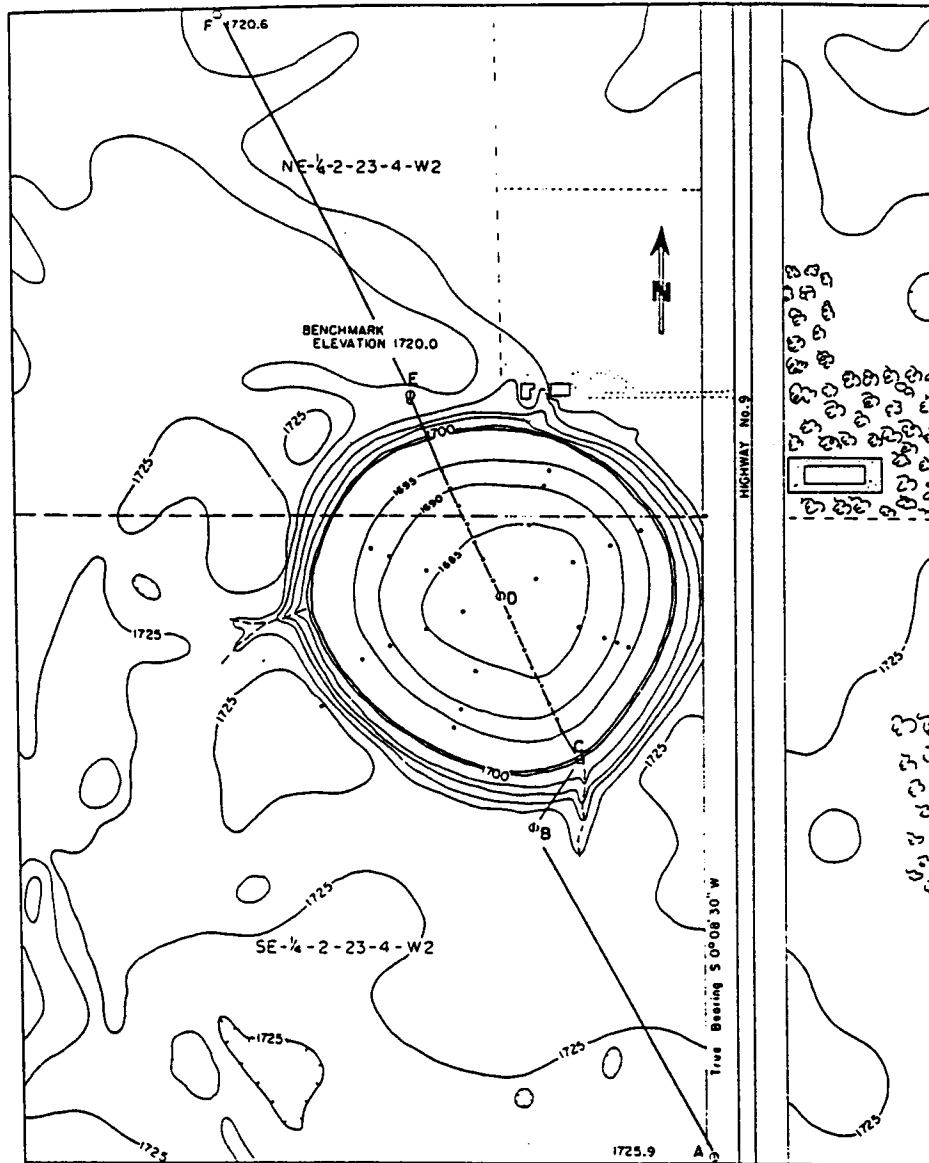 F 1720.6
NE-¼-2-23-4-W2
N
BENCHMARK
ELEVATION 1720.0
E
HIGHWAY No. 9
1725
1700
1725
1695
1690
1685
D
1725
1725
C
1700
1725
B
1725
SE-¼-2-23-4-W2
True Bearing S 0°08'30" W
1725
1725
1725
1725.9 A